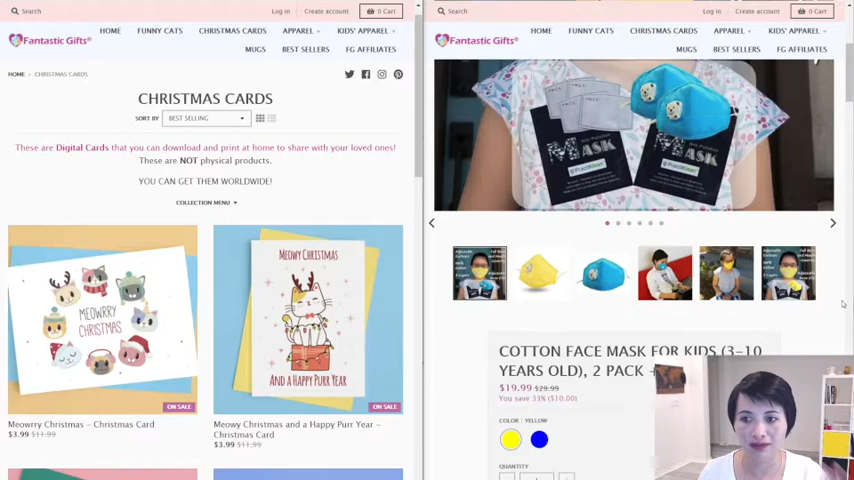 Search Log in Create account 0 Cart
Fantastic Gifts® HOME FUNNY CATS CHRISTMAS CARDS APPAREL KIDS' APPAREL
MUGS BEST SELLERS FG AFFILIATES
HOME › CHRISTMAS CARDS
CHRISTMAS CARDS
SORT BY BEST SELLING
These are Digital Cards that you can download and print at home to share with your loved ones!
These are NOT physical products.
YOU CAN GET THEM WORLDWIDE!
COLLECTION MENU
MEOWRRY
CHRISTMAS
ON SALE
Meowrry Christmas – Christmas Card
$3.99 $11.99
MEOWY CHRISTMAS
AND A HAPPY PURR YEAR
ON SALE
Meowy Christmas and a Happy Purr Year –
Christmas Card
$3.99 $11.99
Search Log in Create account 0 Cart
Fantastic Gifts® HOME FUNNY CATS CHRISTMAS CARDS APPAREL KIDS' APPAREL
MUGS BEST SELLERS FG AFFILIATES
MASK
MASK
COTTON FACE MASK FOR KIDS (3-10
YEARS OLD), 2 PACK +
$19.99 $29.99
You save 33% ($10.00)
COLOR : YELLOW
QUANTITY